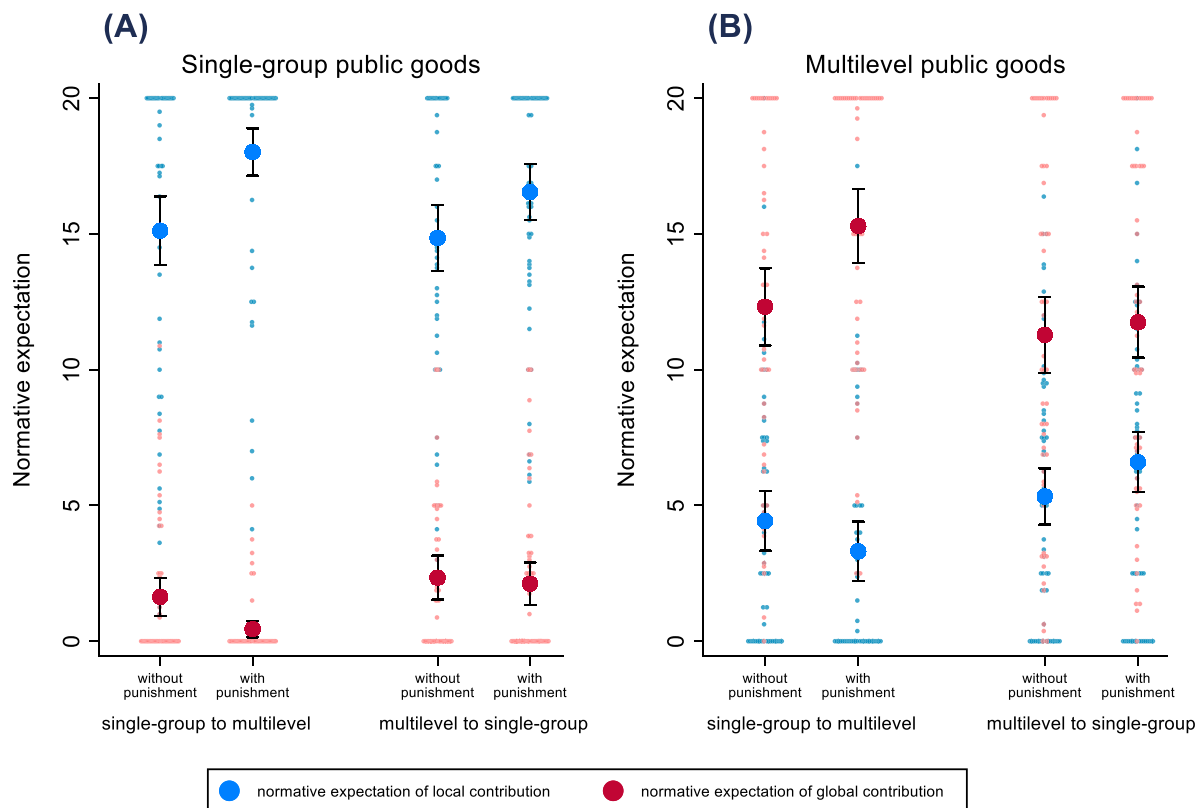 (A)
Single-group public goods
Normative expectation
20
15
10
5
0
without
punishment
with
punishment
without
punishment
with
punishment
single-group to multilevel
multilevel to single-group
(B)
Multilevel public goods
Normative expectation
20
15
10
5
0
without
punishment
with
punishment
without
punishment
with
punishment
single-group to multilevel
multilevel to single-group
normative expectation of local contribution
normative expectation of global contribution